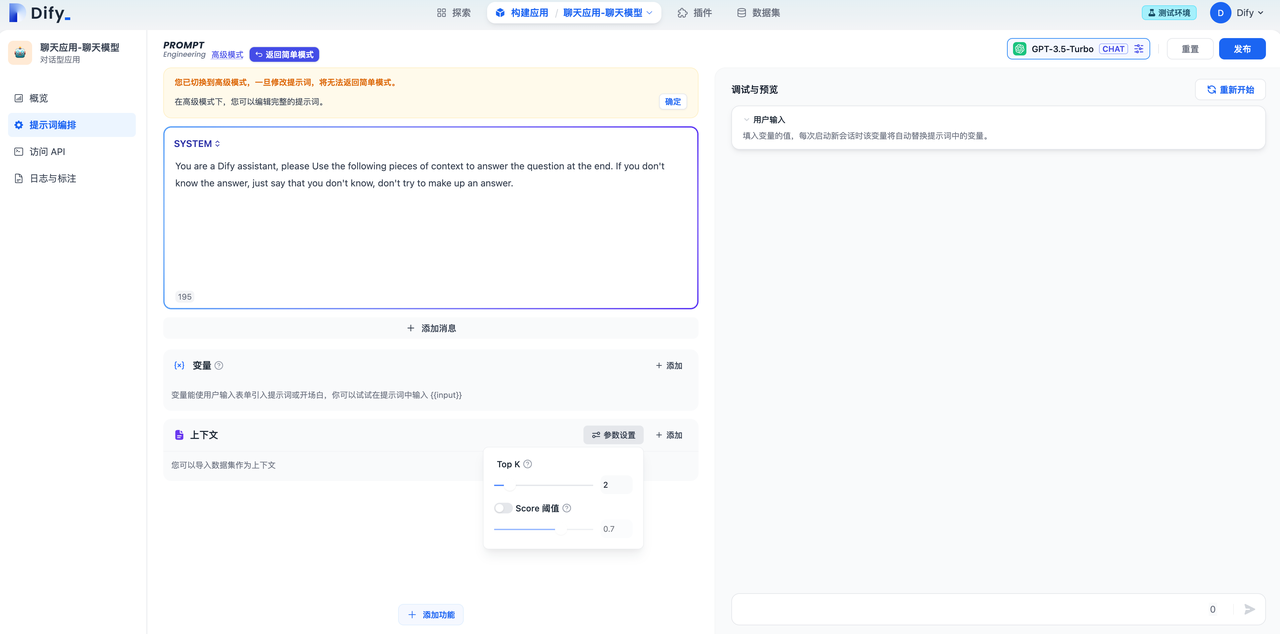 Dify_
探索
构建应用 / 聊天应用-聊天模型
插件
数据集
测试环境
D Dify
聊天应用-聊天模型
对话型应用
概览
提示词编排
访问 API
日志与标注
PROMPT
Engineering 高级模式 返回简单模式
GPT-3.5-Turbo CHAT
重置
发布
您已切换到高级模式，一旦修改提示词，将无法返回简单模式。
在高级模式下，您可以编辑完整的提示词。
确定
SYSTEM
You are a Dify assistant, please Use the following pieces of context to answer the question at the end. If you don't
know the answer, just say that you don't know, don't try to make up an answer.
195
添加消息
变量
添加
变量能使用户输入表单引入提示词或开场白，你可以试试在提示词中输入 {{input}}
上下文
参数设置
添加
您可以导入数据集作为上下文
Top K
2
Score 阈值
0.7
添加功能
调试与预览
重新开始
用户输入
填入变量的值，每次启动新会话时该变量将自动替换提示词中的变量。
0